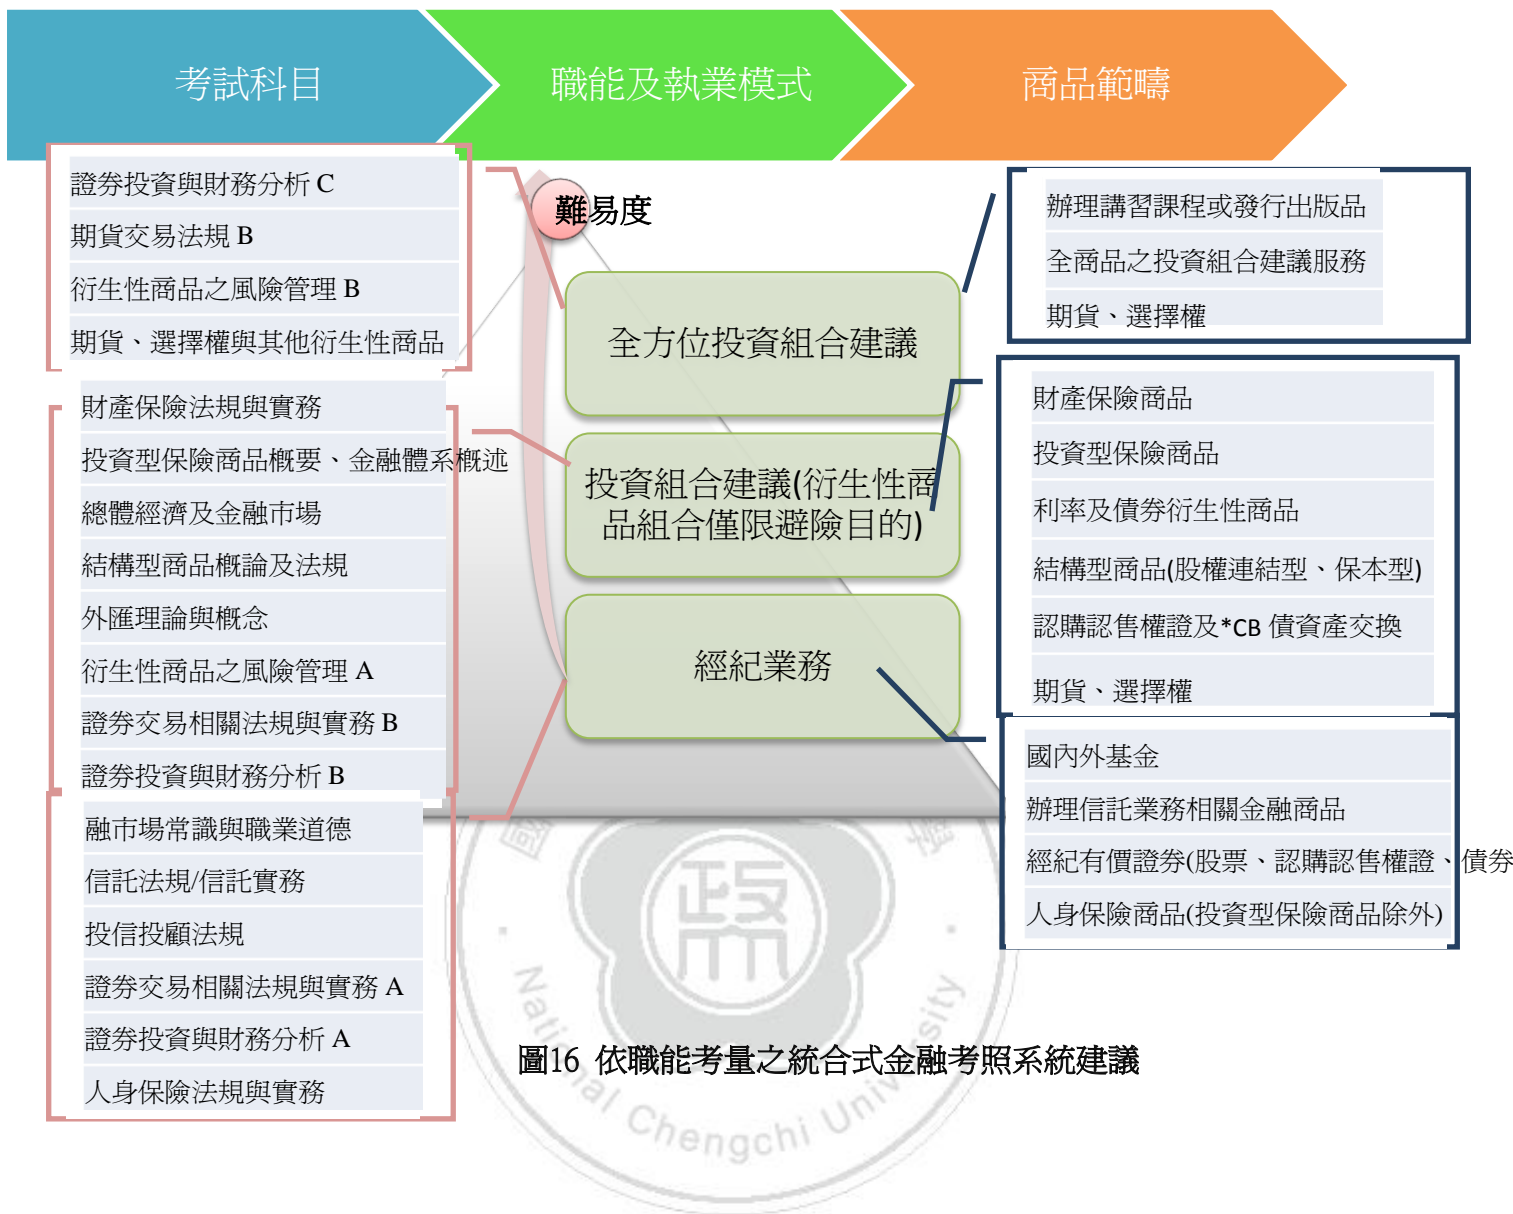 考試科目
職能及執業模式
商品範疇
證券投資與財務分析 C
期貨交易法規 B
衍生性商品之風險管理 B
期貨、選擇權與其他衍生性商品
財產保險法規與實務
投資型保險商品概要、金融體系概述
總體經濟及金融市場
結構型商品概論及法規
外匯理論與概念
衍生性商品之風險管理 A
證券交易相關法規與實務 B
證券投資與財務分析 B
融市場常識與職業道德
信託法規/信託實務
投信投顧法規
證券交易相關法規與實務 A
證券投資與財務分析 A
人身保險法規與實務
難易度
全方位投資組合建議
投資組合建議(衍生性商
品組合僅限避險目的)
經紀業務
辦理講習課程或發行出版品
全商品之投資組合建議服務
期貨、選擇權
財產保險商品
投資型保險商品
利率及債券衍生性商品
結構型商品(股權連結型、保本型)
認購認售權證及*CB 債資產交換
期貨、選擇權
國內外基金
辦理信託業務相關金融商品
經紀有價證券(股票、認購認售權證、債券
人身保險商品(投資型保險商品除外)
圖16 依職能考量之統合式金融考照系統建議
國
學
政
National Chengchi University